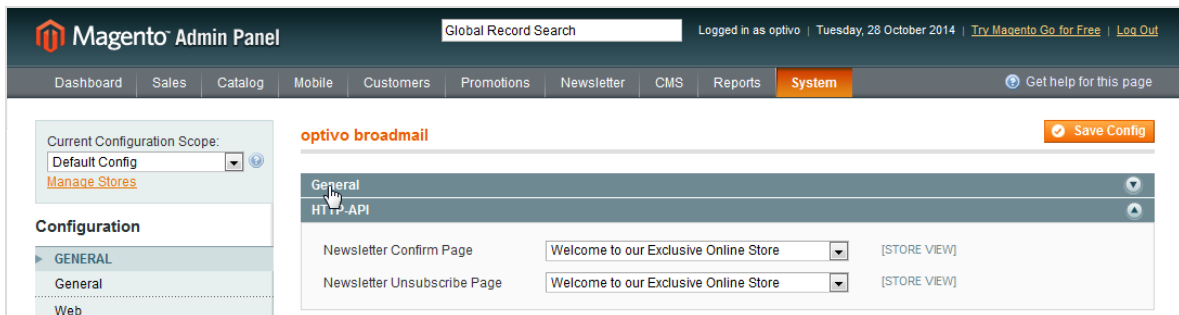 Magento Admin Panel
Global Record Search
Logged in as optivo | Tuesday, 28 October 2014 | Try Magento Go for Free | Log Out
Dashboard Sales Catalog Mobile Customers Promotions Newsletter CMS Reports System Get help for this page
Current Configuration Scope:
Default Config
Manage Stores
Configuration
GENERAL
General
Web
optivo broadmail
Save Config
General
HTTP-API
Newsletter Confirm Page Welcome to our Exclusive Online Store [STORE VIEW]
Newsletter Unsubscribe Page Welcome to our Exclusive Online Store [STORE VIEW]